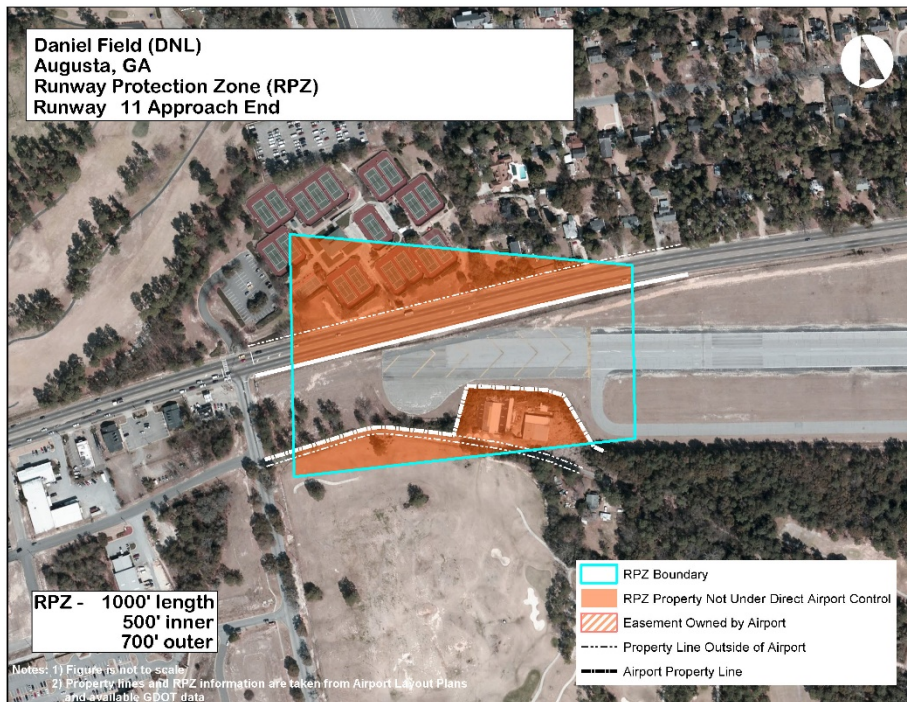 Daniel Field (DNL)
Augusta, GA
Runway Protection Zone (RPZ)
Runway 11 Approach End
RPZ - 1000' length
500' inner
700' outer
Notes: 1) Figure is not to scale
2) Property lines and RPZ information are taken from Airport Layout Plans
and available GDOT data
RPZ Boundary
RPZ Property Not Under Direct Airport Control
Easement Owned by Airport
Property Line Outside of Airport
Airport Property Line